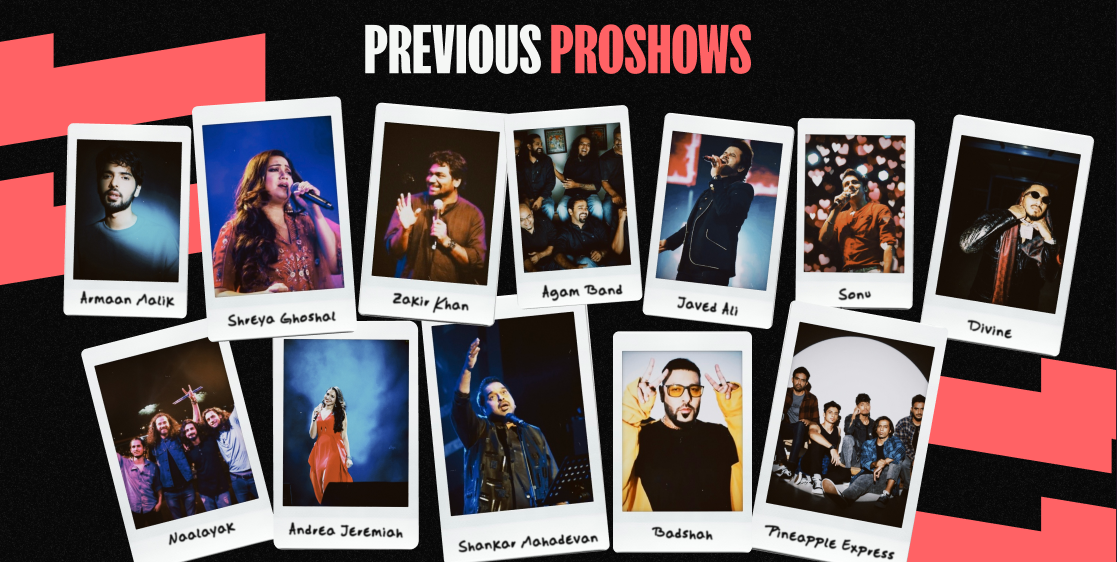 PREVIOUS PROSHOWS
Armaan Malik
Shreya Ghoshal
Zakir Khan
Agam Band
Javed Ali
Sonu
Divine
Naalayak
Andrea Jeremiah
Shankar Mahadevan
Badshah
Pineapple Express